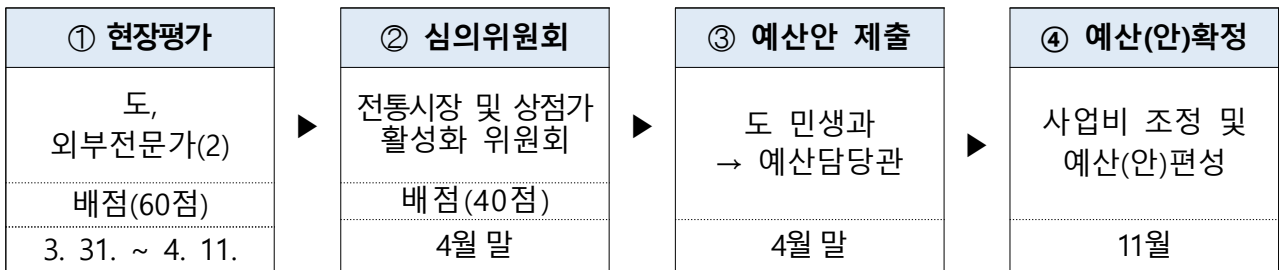 ① 현장평가
도,
외부전문가(2)
배점(60점)
3. 31. ~ 4. 11.
▶
② 심의위원회
전통시장 및 상점가
활성화 위원회
배점(40점)
4월 말
▶
③ 예산안 제출
도 민생과
→ 예산담당관
4월 말
▶
④ 예산(안)확정
사업비 조정 및
예산(안)편성
11월